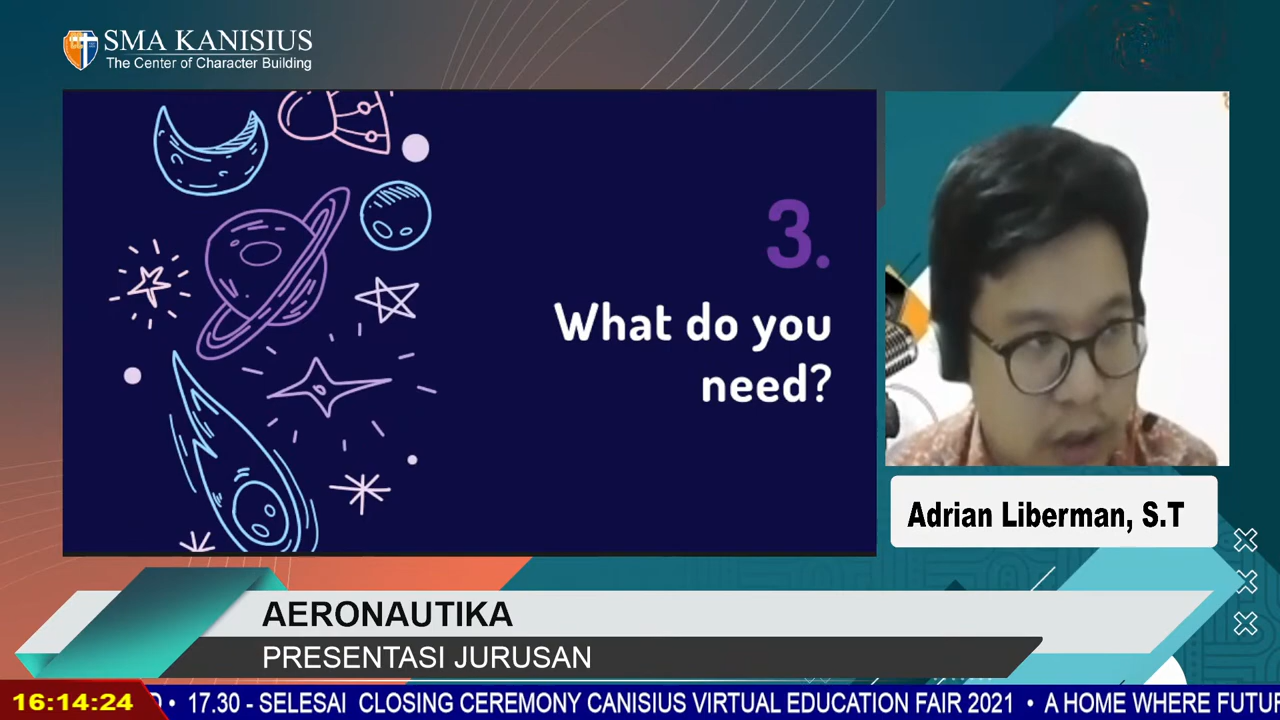 SMA KANISIUS
The Center of Character Building
3.
What do you
need?
Adrian Liberman, S.T
AERONAUTIKA
PRESENTASI JURUSAN
16:14:24
• 17.30 - SELESAI CLOSING CEREMONY CANISIUS VIRTUAL EDUCATION FAIR 2021 • A HOME WHERE